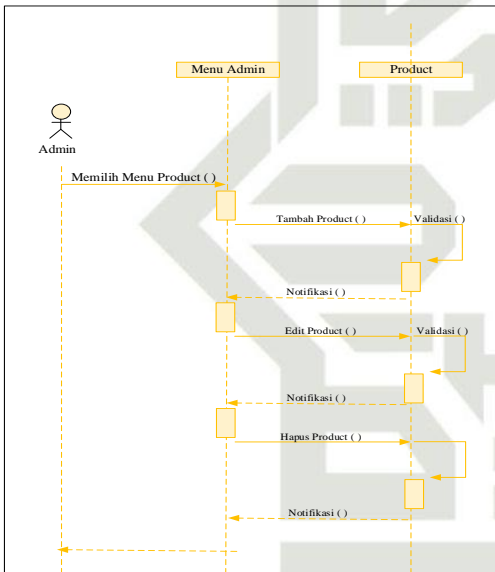 Menu Admin
Product
Admin
Memilih Menu Product ( )
Tambah Product ( )
Validasi ( )
Notifikasi ( )
Edit Product ( )
Validasi ( )
Notifikasi ( )
Hapus Product ( )
Notifikasi ( )